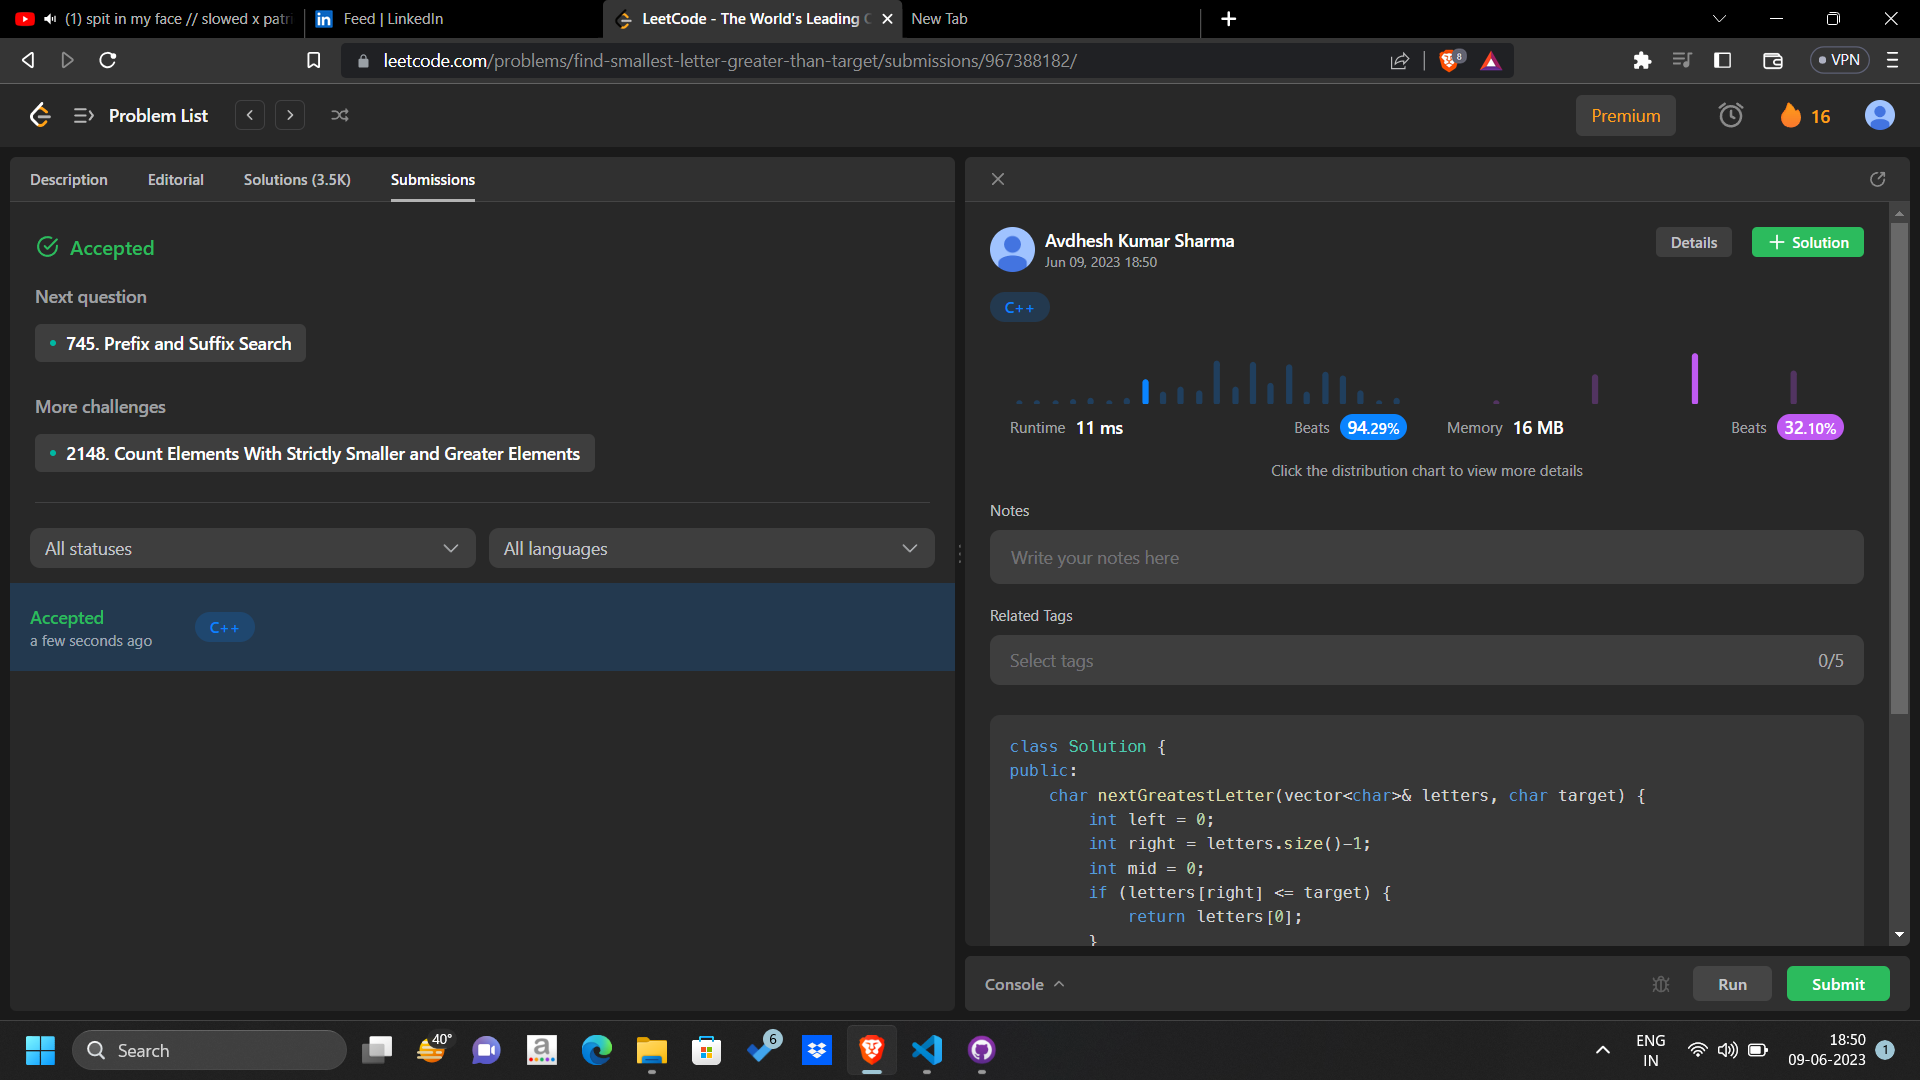 (1) spit in my face // slowed x patri
Feed | LinkedIn
LeetCode - The World's Leading
New Tab
leetcode.com/problems/find-smallest-letter-greater-than-target/submissions/967388182/
8
VPN
Problem List
Premium
16
Description
Editorial
Solutions (3.5K)
Submissions
Accepted
Next question
745. Prefix and Suffix Search
More challenges
2148. Count Elements With Strictly Smaller and Greater Elements
All statuses
All languages
Accepted
a few seconds ago
C++
Avdhesh Kumar Sharma
Jun 09, 2023 18:50
Details
+ Solution
C++
Runtime 11 ms
Beats 94.29%
Memory 16 MB
Beats 32.10%
Click the distribution chart to view more details
Notes
Write your notes here
Related Tags
Select tags
0/5
class Solution {
public:
    char nextGreatestLetter(vector<char>& letters, char target) {
        int left = 0;
        int right = letters.size()-1;
        int mid = 0;
        if (letters[right] <= target) {
            return letters[0];
        }
Console
Run
Submit
Search
40°
a
6
ENG
IN
18:50
09-06-2023
1